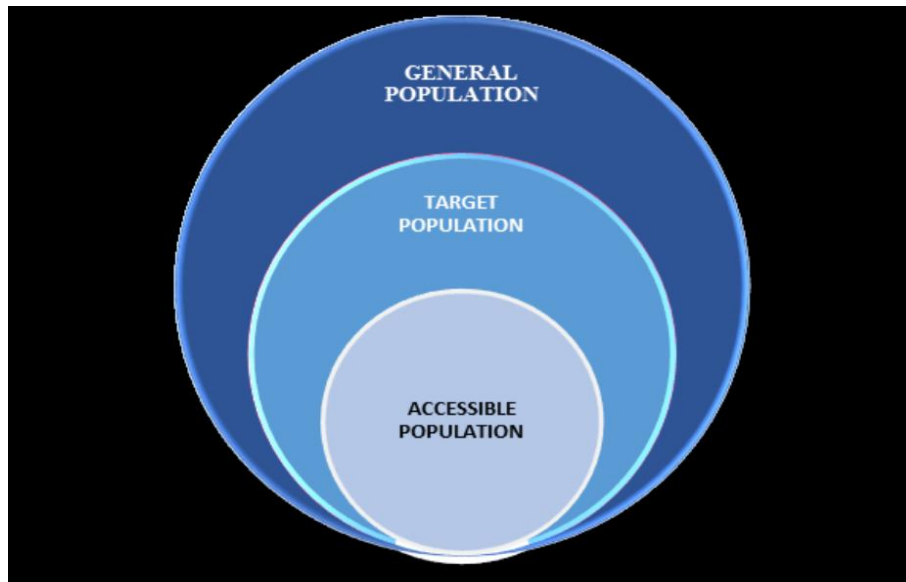 GENERAL
POPULATION
TARGET
POPULATION
ACCESSIBLE
POPULATION